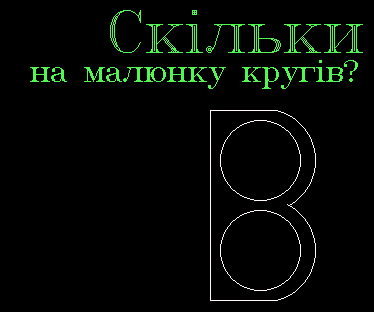 Скільки
на малюнку кругів?